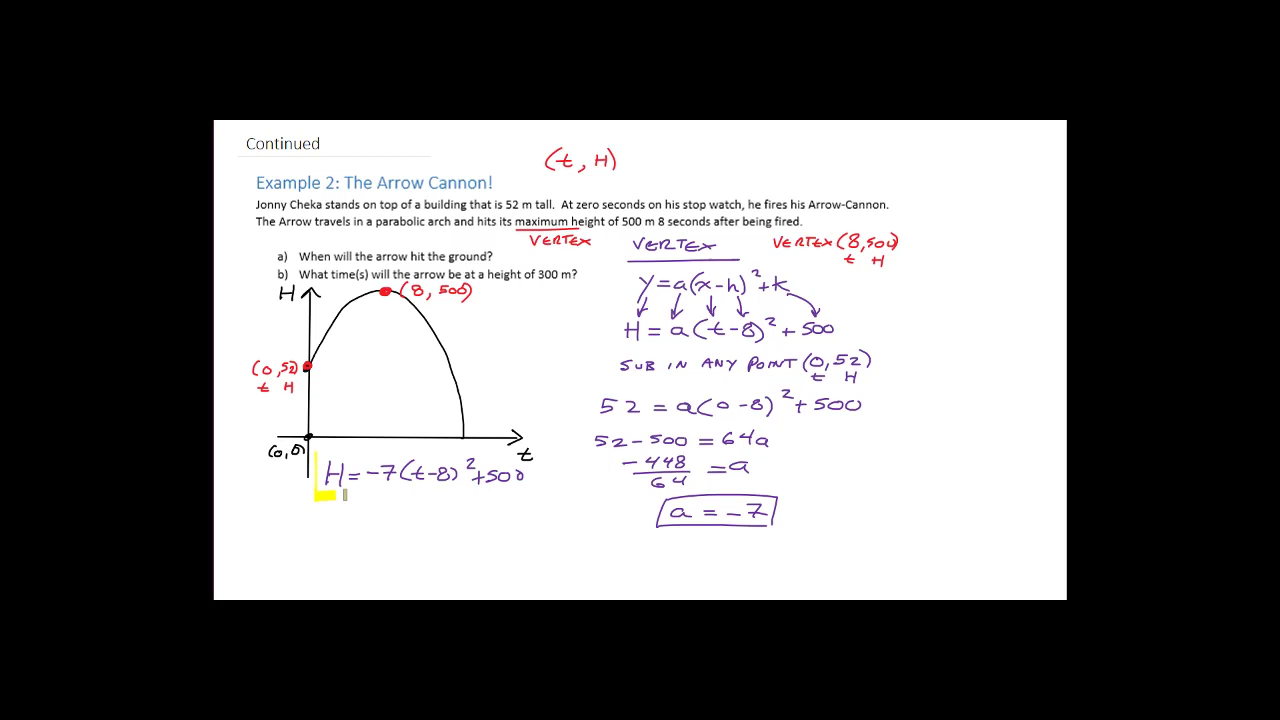 Continued
(t, H)
Example 2: The Arrow Cannon!
Jonny Cheka stands on top of a building that is 52 m tall. At zero seconds on his stop watch, he fires his Arrow-Cannon.
The Arrow travels in a parabolic arch and hits its maximum height of 500 m 8 seconds after being fired.
VERTEX
a) When will the arrow hit the ground?
b) What time(s) will the arrow be at a height of 300 m?
H
(8, 500)
(0, 52)
t H
(0, 0)
t
H = -7(t-8)²+500
VERTEX
VERTEX (8,500)
t H
y = a(x-h)²+k
H = a(t-8)²+500
SUB IN ANY POINT (0,52)
t H
52 = a(0-8)²+500
52-500 = 64a
-448/64 = a
a = -7